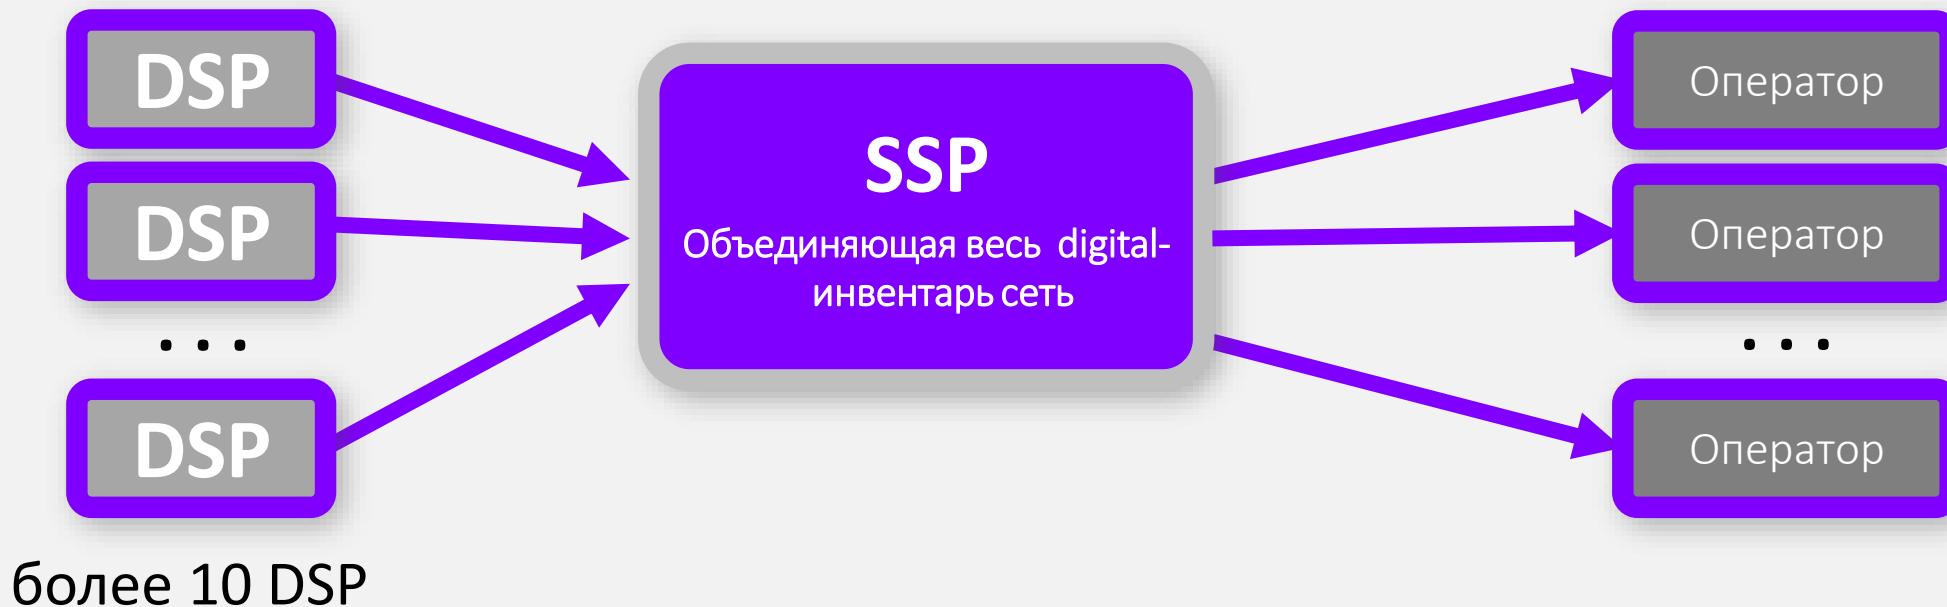 DSP
DSP
. . .
DSP
более 10 DSP
SSP
Объединяющая весь digital-
инвентарь сеть
Оператор
Оператор
. . .
Оператор